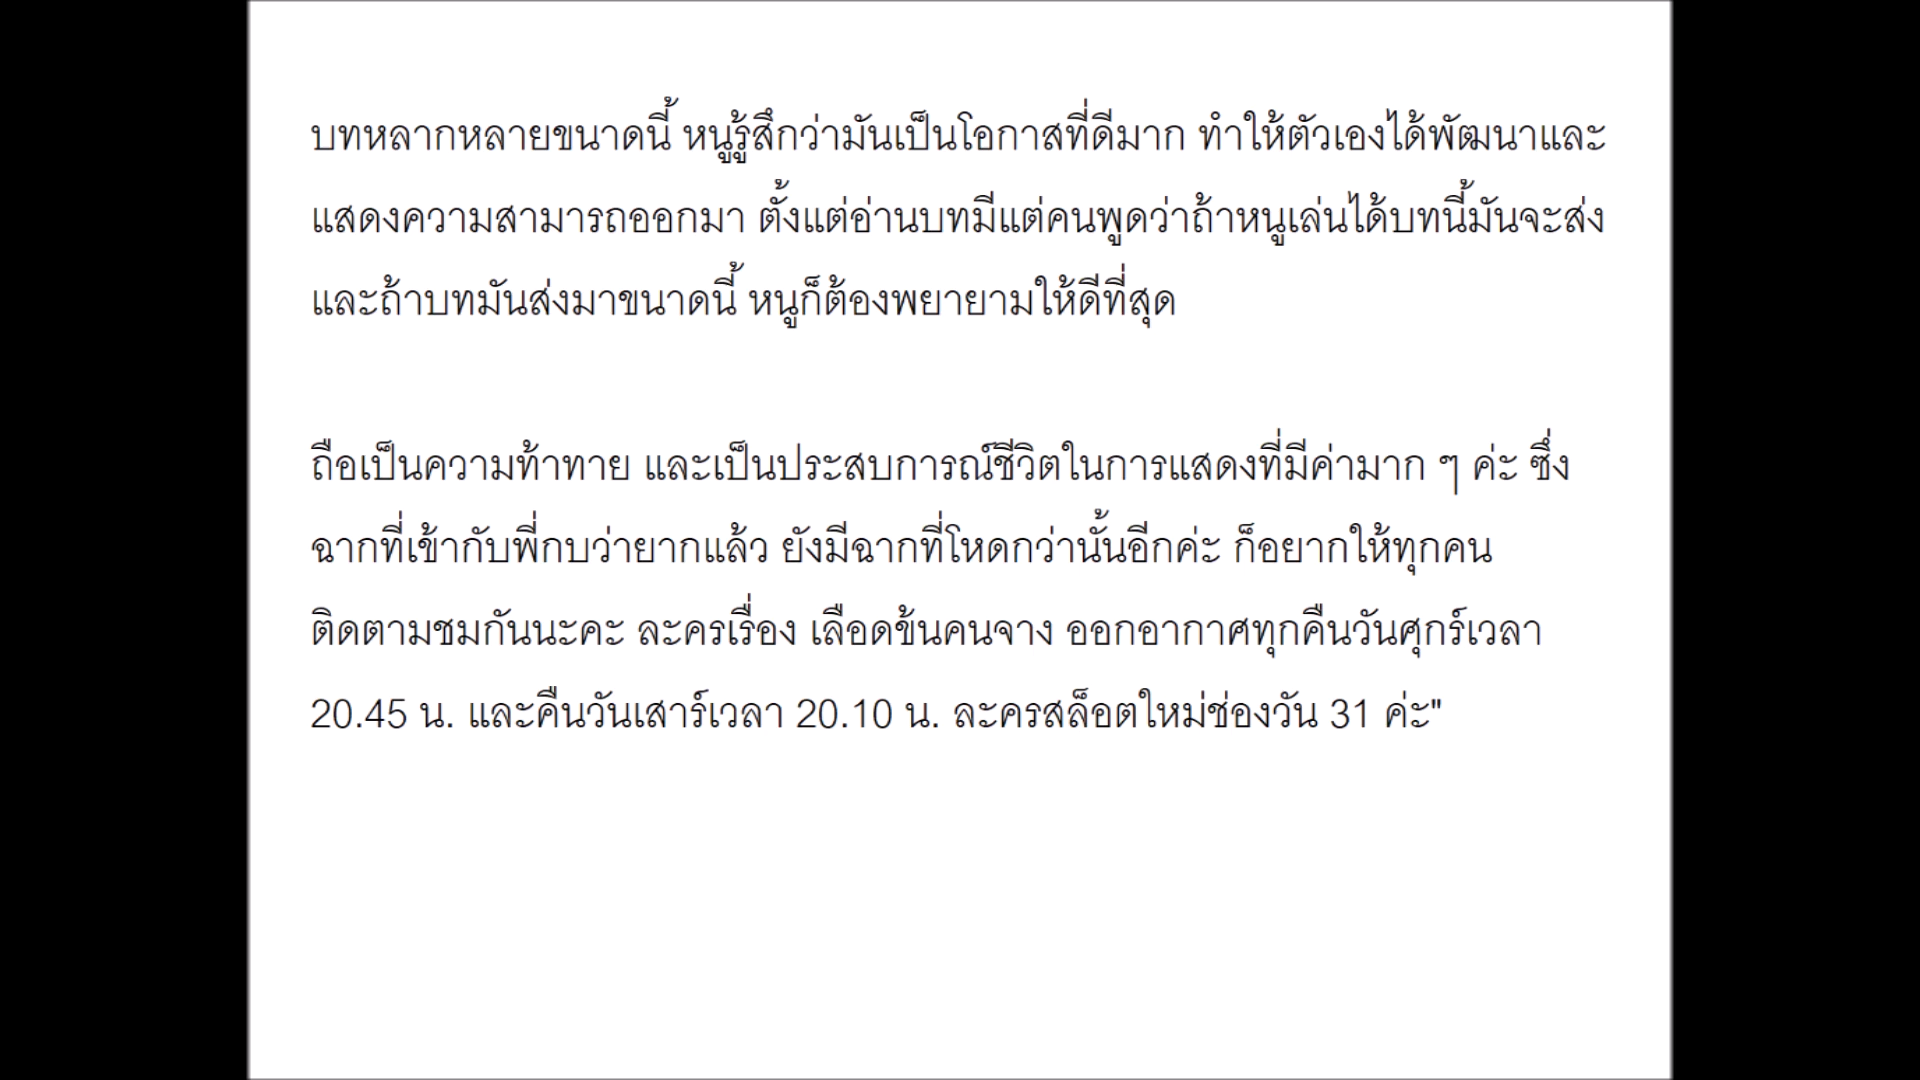 บทหลากหลายขนาดนี้ หนูรู้สึกว่ามันเป็นโอกาสที่ดีมาก ทำให้ตัวเองได้พัฒนาและ
แสดงความสามารถออกมา ตั้งแต่อ่านบทมีแต่คนพูดว่าถ้าหนูเล่นได้บทนี้มันจะส่ง
และถ้าบทมันส่งมาขนาดนี้ หนูก็ต้องพยายามให้ดีที่สุด
ถือเป็นความท้าทาย และเป็นประสบการณ์ชีวิตในการแสดงที่มีค่ามาก ๆ ค่ะ ซึ่ง
ฉากที่เข้ากับพี่กบว่ายากแล้ว ยังมีฉากที่โหดกว่านั้นอีกค่ะ ก็อยากให้ทุกคน
ติดตามชมกันนะคะ ละครเรื่อง เลือดข้นคนจาง ออกอากาศทุกคืนวันศุกร์เวลา
20.45 น. และคืนวันเสาร์เวลา 20.10 น. ละครสล็อตใหม่ช่องวัน 31 ค่ะ"